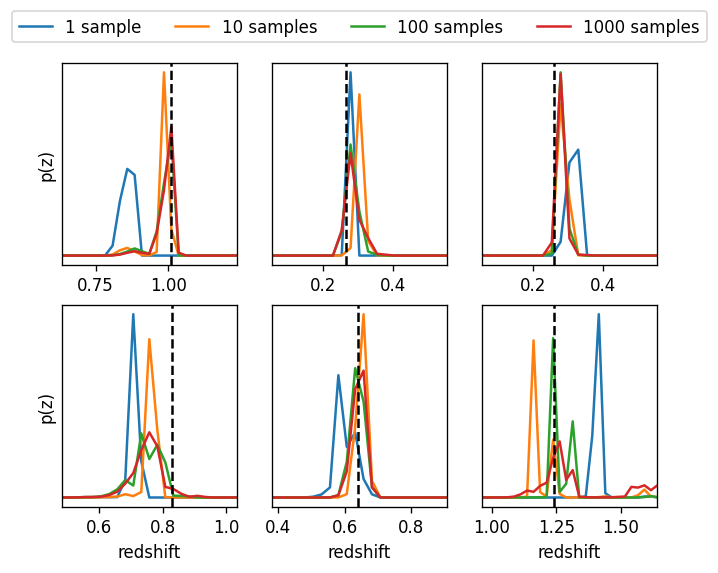 1 sample 10 samples 100 samples 1000 samples
p(z)
0.75 1.00 0.2 0.4 0.2 0.4
p(z)
0.6 0.8 1.0 0.4 0.6 0.8 1.00 1.25 1.50
redshift redshift redshift